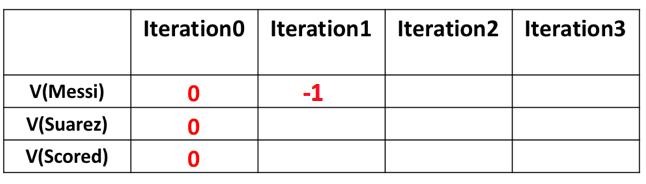 Iteration0 Iteration1 Iteration2 Iteration3
V(Messi) 0 -1
V(Suarez) 0
V(Scored) 0